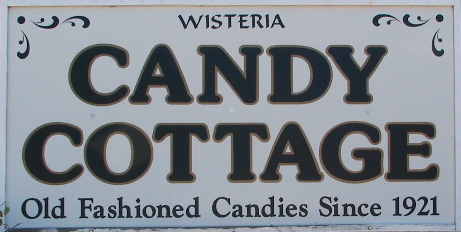 WISTERIA
CANDY
COTTAGE
Old Fashioned Candies Since 1921